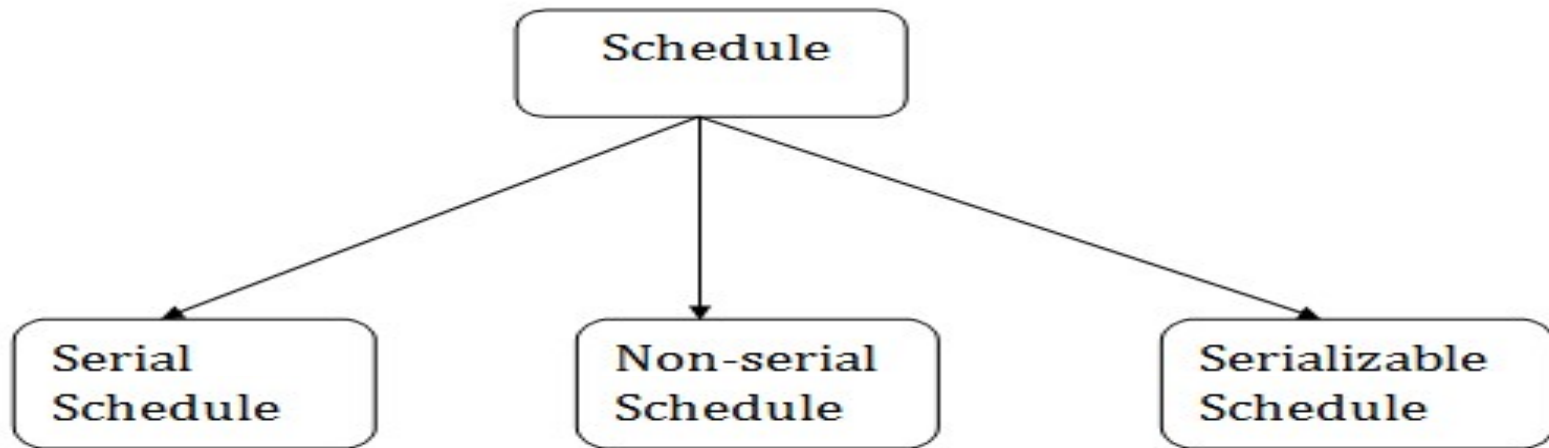 Schedule
Serial
Schedule
Non-serial
Schedule
Serializable
Schedule